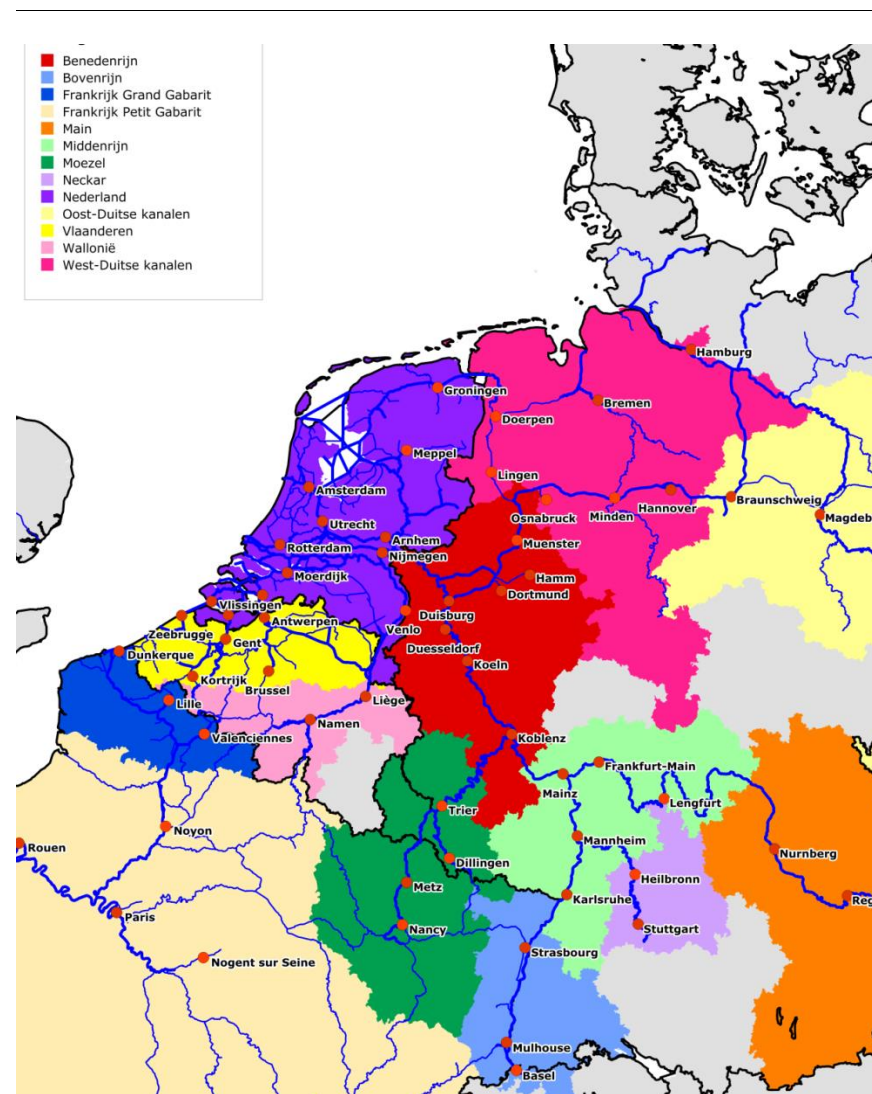 Benedenrijn
Bovenrijn
Frankrijk Grand Gabarit
Frankrijk Petit Gabarit
Main
Middenrijn
Moezel
Neckar
Nederland
Oost-Duitse kanalen
Vlaanderen
Wallonië
West-Duitse kanalen
Hamburg
Groningen
Bremen
Doerpen
Meppel
Lingen
Amsterdam
Hannover
Braunschweig
Osnabruck
Minden
Magdeb
Utrecht
Arnhem
Muenster
Rotterdam
Nijmegen
Moerdijk
Hamm
Dortmund
Vlissingen
Duisburg
Antwerpen
Venlo
Zeebrugge
Gent
Duesseldorf
Dunkerque
Koeln
Kortrijk
Brussel
Liège
Lille
Namen
Valenciennes
Koblenz
Frankfurt-Main
Mainz
Lengfurt
Trier
Noyon
Mannheim
Rouen
Nurnberg
Dillingen
Heilbronn
Metz
Karlsruhe
Reg
Paris
Nancy
Stuttgart
Strasbourg
Nogent sur Seine
Mulhouse
Basel